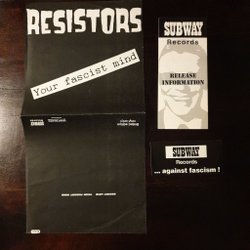 RESISTORS
Your fascist mind
SUBWAY
Records
RELEASE
INFORMATION
SUBWAY
Records
... against fascism !